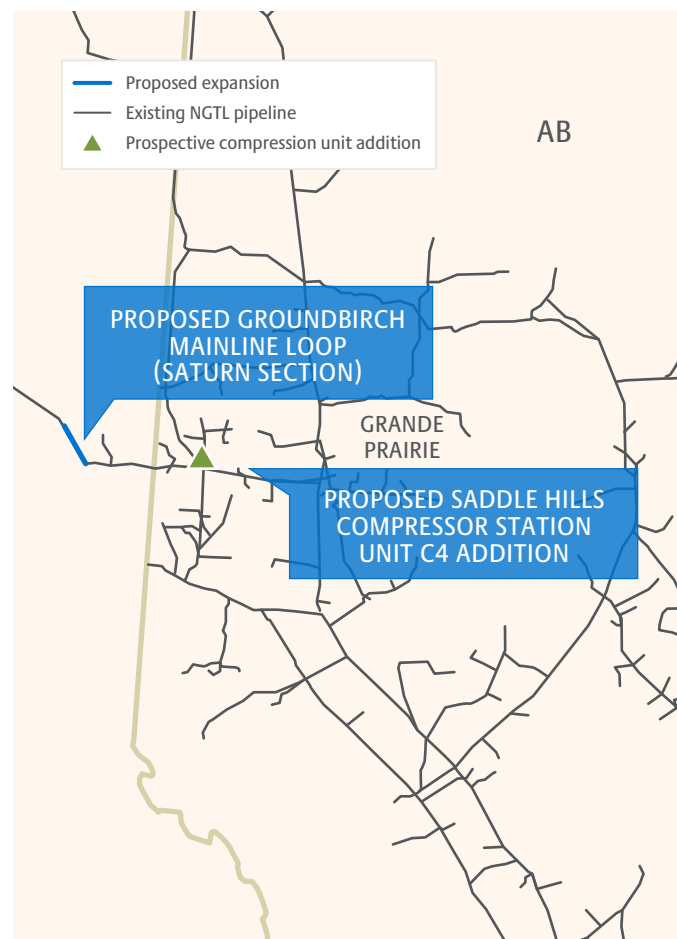 Proposed expansion
Existing NGTL pipeline
Prospective compression unit addition
AB
PROPOSED GROUNDBIRCH
MAINLINE LOOP
(SATURN SECTION)
GRANDE
PRAIRIE
PROPOSED SADDLE HILLS
COMPRESSOR STATION
UNIT C4 ADDITION